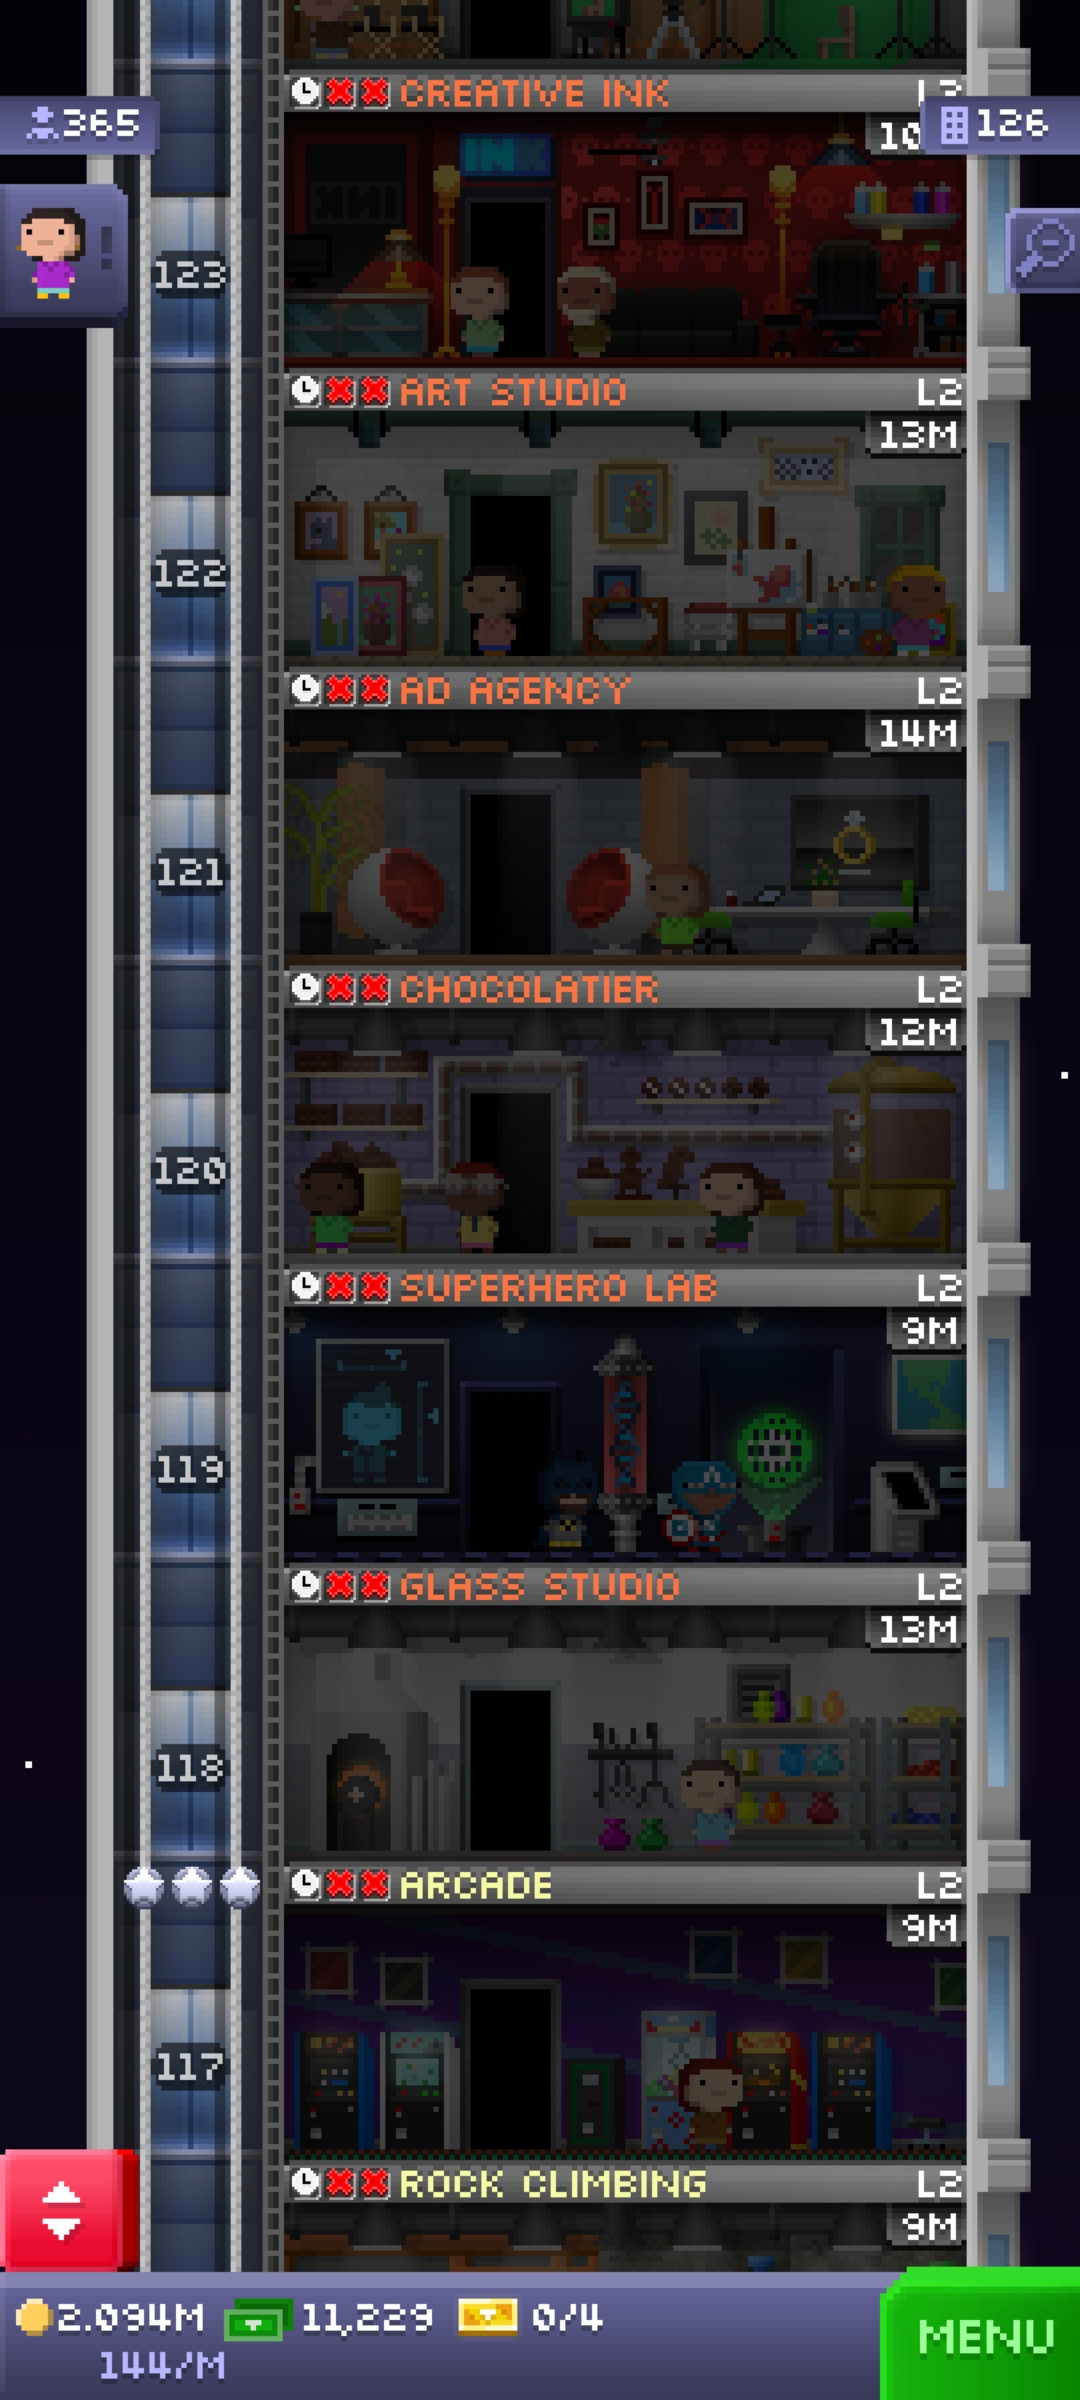 CREATIVE INK L3
365
10
126
INK
123
ART STUDIO L2
13M
122
AD AGENCY L2
14M
121
CHOCOLATIER L2
12M
120
SUPERHERO LAB L2
9M
119
GLASS STUDIO L2
13M
118
ARCADE L2
9M
117
ROCK CLIMBING L2
9M
2.094M 11,229 0/4
144/M
MENU